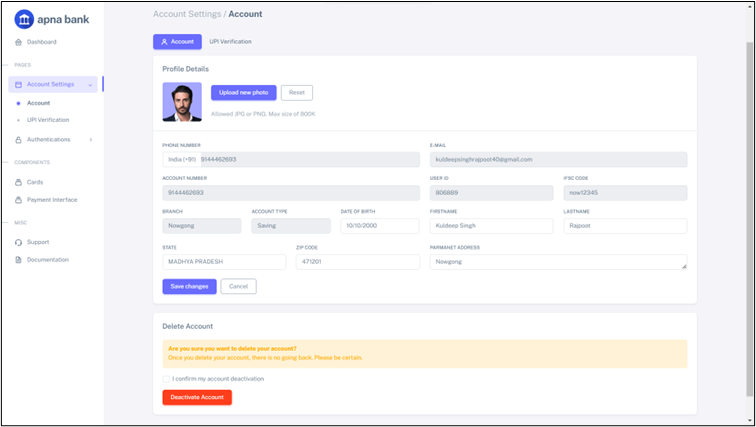 apna bank
Dashboard
PAGES
Account Settings
Account
UPI Verification
Authentications
COMPONENTS
Cards
Payment Interface
MISC
Support
Documentation
Account Settings / Account
Account UPI Verification
Profile Details
Upload new photo Reset
Allowed JPG or PNG. Max size of 800K
PHONE NUMBER E-MAIL
India (+91) 9144462693 kuldeepsinghrajpoot40@gmail.com
ACCOUNT NUMBER USER ID IFSC CODE
9144462693 806889 now12345
BRANCH ACCOUNT TYPE DATE OF BIRTH FIRSTNAME LASTNAME
Nowgong Saving 10/10/2000 Kuldeep Singh Rajpoot
STATE ZIP CODE PARMANET ADDRESS
MADHYA PRADESH 471201 Nowgong
Save changes Cancel
Delete Account
Are you sure you want to delete your account?
Once you delete your account, there is no going back. Please be certain.
I confirm my account deactivation
Deactivate Account